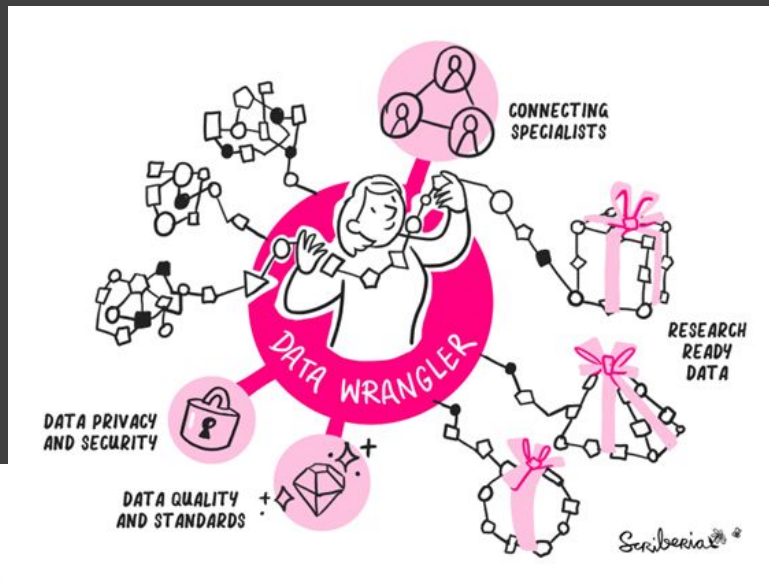 CONNECTING
SPECIALISTS
RESEARCH
READY
DATA
DATA WRANGLER
DATA PRIVACY
AND SECURITY
DATA QUALITY
AND STANDARDS
Scriberia